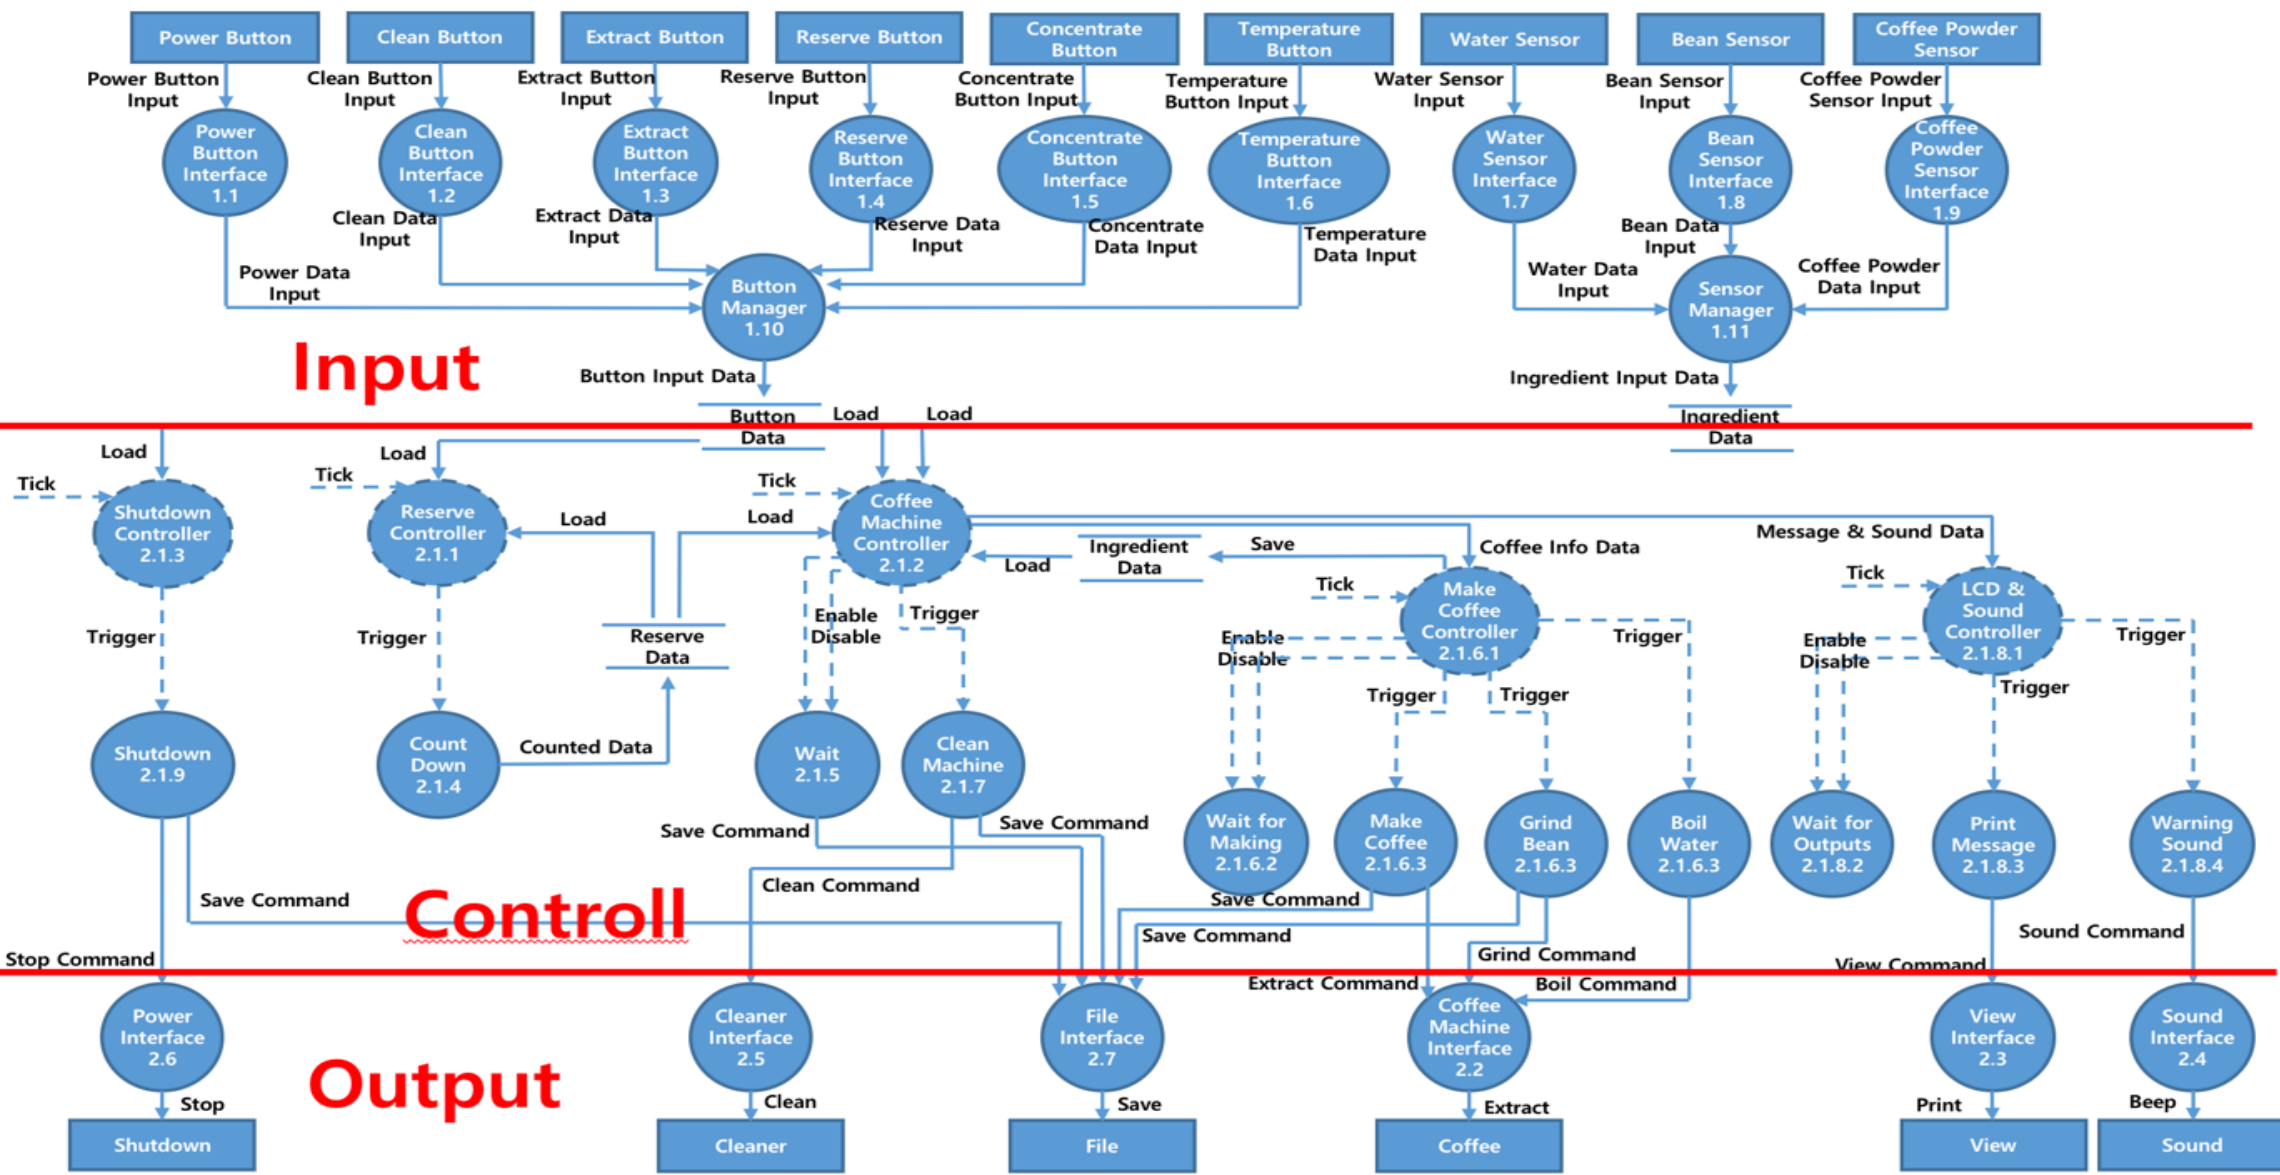 Power Button
Clean Button
Extract Button
Reserve Button
Concentrate
Button
Temperature
Button
Water Sensor
Bean Sensor
Coffee Powder
Sensor
Power Button
Input
Clean Button
Input
Extract Button
Input
Reserve Button
Input
Concentrate
Button Input
Temperature
Button Input
Water Sensor
Input
Bean Sensor
Input
Coffee Powder
Sensor Input
Power
Button
Interface
1.1
Clean
Button
Interface
1.2
Extract
Button
Interface
1.3
Reserve
Button
Interface
1.4
Concentrate
Button
Interface
1.5
Temperature
Button
Interface
1.6
Water
Sensor
Interface
1.7
Bean
Sensor
Interface
1.8
Coffee
Powder
Sensor
Interface
1.9
Clean Data
Input
Extract Data
Input
Reserve Data
Input
Concentrate
Data Input
Temperature
Data Input
Bean Data
Input
Power Data
Input
Water Data
Input
Coffee Powder
Data Input
Button
Manager
1.10
Sensor
Manager
1.11
Input
Button Input Data
Ingredient Input Data
Button
Data
Load
Load
Ingredient
Data
Load
Load
Tick
Tick
Tick
Shutdown
Controller
2.1.3
Reserve
Controller
2.1.1
Load
Load
Coffee
Machine
Controller
2.1.2
Load
Ingredient
Data
Save
Coffee Info Data
Message & Sound Data
Tick
Tick
Make
Coffee
Controller
2.1.6.1
LCD &
Sound
Controller
2.1.8.1
Trigger
Trigger
Reserve
Data
Enable
Disable
Trigger
Enable
Disable
Trigger
Trigger
Trigger
Enable
Disable
Trigger
Trigger
Shutdown
2.1.9
Count
Down
2.1.4
Counted Data
Wait
2.1.5
Clean
Machine
2.1.7
Wait for
Making
2.1.6.2
Make
Coffee
2.1.6.3
Grind
Bean
2.1.6.3
Boil
Water
2.1.6.3
Wait for
Outputs
2.1.8.2
Print
Message
2.1.8.3
Warning
Sound
2.1.8.4
Save Command
Save Command
Clean Command
Save Command
Save Command
Save Command
Controll
Stop Command
Grind Command
Extract Command
Boil Command
View Command
Sound Command
Power
Interface
2.6
Cleaner
Interface
2.5
File
Interface
2.7
Coffee
Machine
Interface
2.2
View
Interface
2.3
Sound
Interface
2.4
Output
Stop
Clean
Save
Extract
Print
Beep
Shutdown
Cleaner
File
Coffee
View
Sound